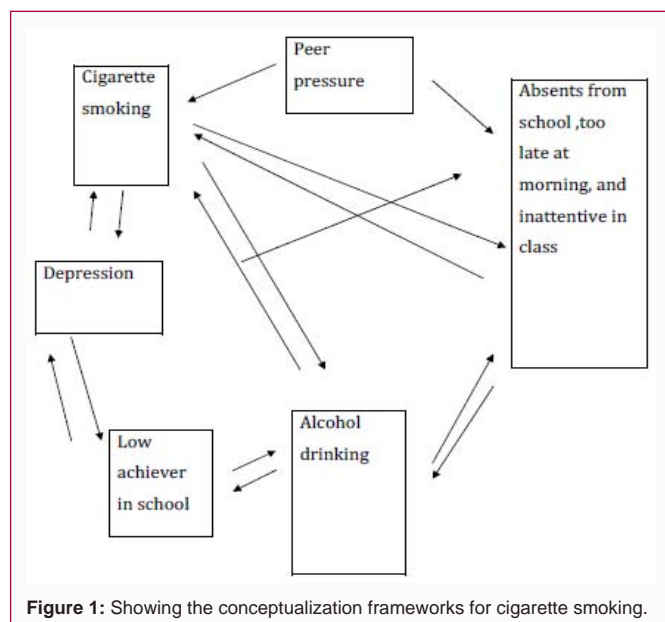 Peer
pressure
Cigarette
smoking
Absents from
school ,too
late at
morning, and
inattentive in
class
Depression
Low
achiever
in school
Alcohol
drinking
Figure 1: Showing the conceptualization frameworks for cigarette smoking.